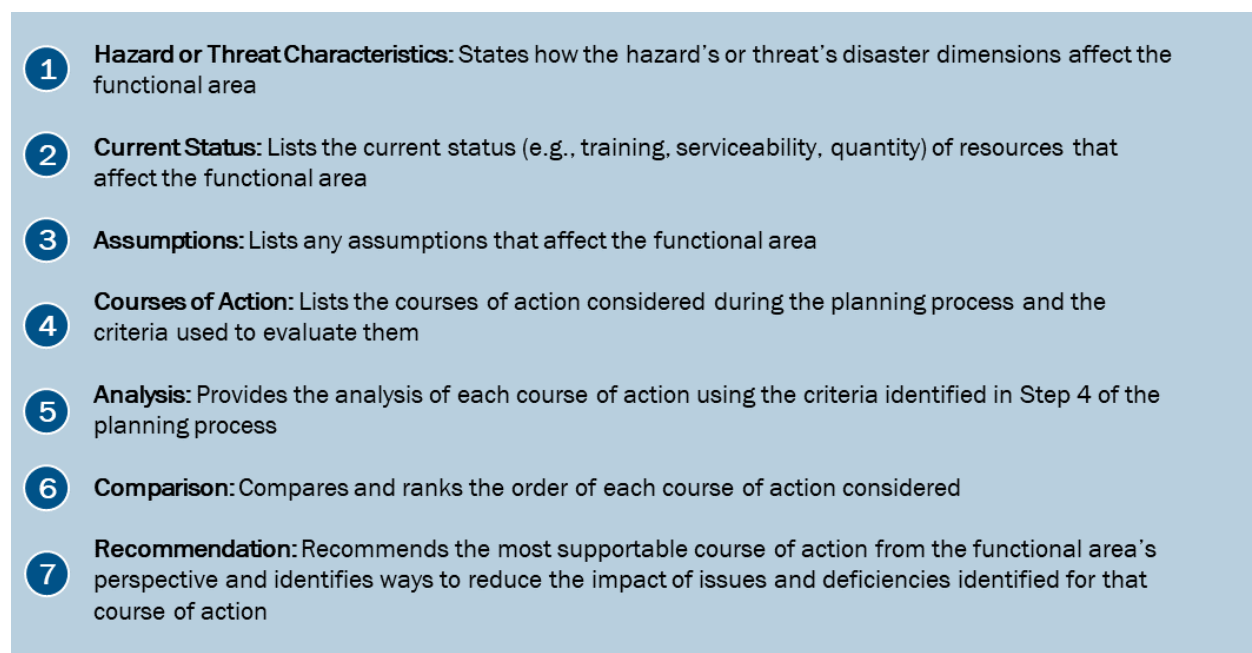 1 Hazard or Threat Characteristics: States how the hazard's or threat's disaster dimensions affect the
functional area
2 Current Status: Lists the current status (e.g., training, serviceability, quantity) of resources that
affect the functional area
3 Assumptions: Lists any assumptions that affect the functional area
4 Courses of Action: Lists the courses of action considered during the planning process and the
criteria used to evaluate them
5 Analysis: Provides the analysis of each course of action using the criteria identified in Step 4 of the
planning process
6 Comparison: Compares and ranks the order of each course of action considered
7 Recommendation: Recommends the most supportable course of action from the functional area's
perspective and identifies ways to reduce the impact of issues and deficiencies identified for that
course of action